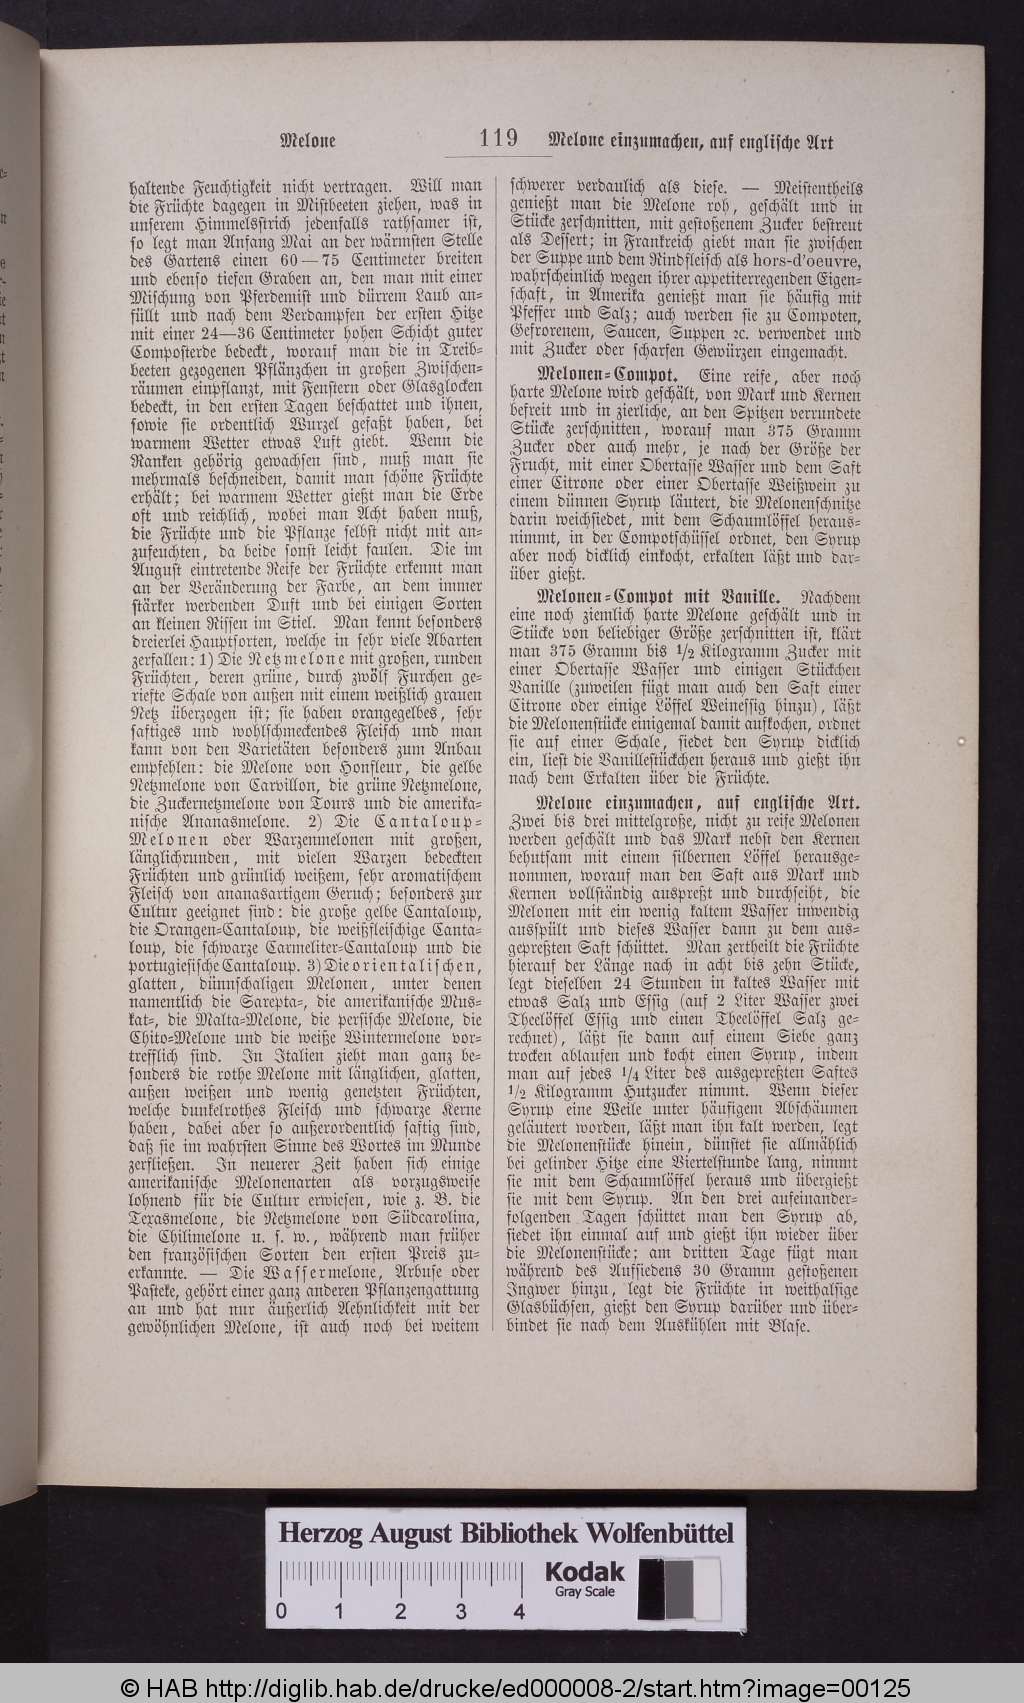 Melone 119 Melone einzumachen, auf englische Art
haltende Feuchtigkeit nicht vertragen. Will man
die Früchte dagegen in Mistbeeten ziehen, was in
unserem Himmelsstrich jedenfalls rathsamer ist,
so legt man Anfang Mai an der wärmsten Stelle
des Gartens einen 60—75 Centimeter breiten
und ebenso tiefen Graben an, den man mit einer
Mischung von Pferdemist und dürrem Laub an-
füllt und nach dem Verdampfen der ersten Hitze
mit einer 24—36 Centimeter hohen Schicht guter
Composterde bedeckt, worauf man die in Treib-
beeten gezogenen Pflänzchen in großen Zwischen-
räumen einpflanzt, mit Fenstern oder Glasglocken
bedeckt, in den ersten Tagen beschattet und ihnen,
sowie sie ordentlich Wurzel gefaßt haben, bei
warmem Wetter etwas Luft giebt. Wenn die
Ranken gehörig gewachsen sind, muß man sie
mehrmals beschneiden, damit man schöne Früchte
erhält; bei warmem Wetter gießt man die Erde
oft und reichlich, wobei man Acht haben muß,
die Früchte und die Pflanze selbst nicht mit an-
zufeuchten, da beide sonst leicht faulen. Die im
August eintretende Reife der Früchte erkennt man
an der Veränderung der Farbe, an dem immer
stärker werdenden Duft und bei einigen Sorten
an kleinen Rissen im Stiel. Man kennt besonders
dreierlei Hauptsorten, welche in sehr viele Abarten
zerfallen: 1) Die Netzmelone mit großen, runden
Früchten, deren grüne, durch zwölf Furchen ge-
riefte Schale von außen mit einem weißlich grauen
Netz überzogen ist; sie haben orangegelbes, sehr
saftiges und wohlschmeckendes Fleisch und man
kann von den Varietäten besonders zum Anbau
empfehlen: die Melone von Honfleur, die gelbe
Netzmelone von Carvillon, die grüne Netzmelone,
die Zuckernetzmelone von Tours und die amerika-
nische Ananasmelone. 2) Die Cantaloup-
Melonen oder Warzenmelonen mit großen,
länglichrunden, mit vielen Warzen bedeckten
Früchten und grünlich weißem, sehr aromatischem
Fleisch von ananasartigem Geruch; besonders zur
Cultur geeignet sind: die große gelbe Cantaloup,
die Orangen-Cantaloup, die weißfleischige Canta-
loup, die schwarze Carmeliter-Cantaloup und die
portugiesische Cantaloup. 3) Die orientalischen,
glatten, dünnschaligen Melonen, unter denen
namentlich die Sarepta-, die amerikanische Mus-
kat-, die Malta-Melone, die persische Melone, die
Chito-Melone und die weiße Wintermelone vor-
trefflich sind. In Italien zieht man ganz be-
sonders die rothe Melone mit länglichen, glatten,
außen weißen und wenig genetzten Früchten,
welche dunkelrothes Fleisch und schwarze Kerne
haben, dabei aber so außerordentlich saftig sind,
daß sie im wahrsten Sinne des Wortes im Munde
zerfließen. In neuerer Zeit haben sich einige
amerikanische Melonenarten als vorzugsweise
lohnend für die Cultur erwiesen, wie z. B. die
Texasmelone, die Netzmelone von Südcarolina,
die Chilimelone u. s. w., während man früher
den französischen Sorten den ersten Preis zu-
erkannte. — Die Wassermelone, Arbuse oder
Pasteke, gehört einer ganz anderen Pflanzengattung
an und hat nur äußerlich Aehnlichkeit mit der
gewöhnlichen Melone, ist auch noch bei weitem
schwerer verdaulich als diese. — Meistentheils
genießt man die Melone roh, geschält und in
Stücke zerschnitten, mit gestoßenem Zucker bestreut
als Dessert; in Frankreich giebt man sie zwischen
der Suppe und dem Rindfleisch als hors-d'oeuvre,
wahrscheinlich wegen ihrer appetiterregenden Eigen-
schaft, in Amerika genießt man sie häufig mit
Pfeffer und Salz; auch werden sie zu Compoten,
Gefrorenem, Saucen, Suppen ꝛc. verwendet und
mit Zucker oder scharfen Gewürzen eingemacht.
Melonen-Compot. Eine reife, aber noch
harte Melone wird geschält, von Mark und Kernen
befreit und in zierliche, an den Spitzen verrundete
Stücke zerschnitten, worauf man 375 Gramm
Zucker oder auch mehr, je nach der Größe der
Frucht, mit einer Obertasse Wasser und dem Saft
einer Citrone oder einer Obertasse Weißwein zu
einem dünnen Syrup läutert, die Melonenschnitze
darin weichsiedet, mit dem Schaumlöffel heraus-
nimmt, in der Compotschüssel ordnet, den Syrup
aber noch dicklich einkocht, erkalten läßt und dar-
über gießt.
Melonen-Compot mit Vanille. Nachdem
eine noch ziemlich harte Melone geschält und in
Stücke von beliebiger Größe zerschnitten ist, klärt
man 375 Gramm bis 1/2 Kilogramm Zucker mit
einer Obertasse Wasser und einigen Stückchen
Vanille (zuweilen fügt man auch den Saft einer
Citrone oder einige Löffel Weinessig hinzu), läßt
die Melonenstücke einigemal damit aufkochen, ordnet
sie auf einer Schale, siedet den Syrup dicklich
ein, liest die Vanillestückchen heraus und gießt ihn
nach dem Erkalten über die Früchte.
Melone einzumachen, auf englische Art.
Zwei bis drei mittelgroße, nicht zu reife Melonen
werden geschält und das Mark nebst den Kernen
behutsam mit einem silbernen Löffel herausge-
nommen, worauf man den Saft aus Mark und
Kernen vollständig auspreßt und durchseiht, die
Melonen mit ein wenig kaltem Wasser inwendig
ausspült und dieses Wasser dann zu dem aus-
gepreßten Saft schüttet. Man zertheilt die Früchte
hierauf der Länge nach in acht bis zehn Stücke,
legt dieselben 24 Stunden in kaltes Wasser mit
etwas Salz und Essig (auf 2 Liter Wasser zwei
Theelöffel Essig und einen Theelöffel Salz ge-
rechnet), läßt sie dann auf einem Siebe ganz
trocken ablaufen und kocht einen Syrup, indem
man auf jedes 1/4 Liter des ausgepreßten Saftes
1/2 Kilogramm Hutzucker nimmt. Wenn dieser
Syrup eine Weile unter häufigem Abschäumen
geläutert worden, läßt man ihn kalt werden, legt
die Melonenstücke hinein, dünstet sie allmählich
bei gelinder Hitze eine Viertelstunde lang, nimmt
sie mit dem Schaumlöffel heraus und übergießt
sie mit dem Syrup. An den drei aufeinander-
folgenden Tagen schüttet man den Syrup ab,
siedet ihn einmal auf und gießt ihn wieder über
die Melonenstücke; am dritten Tage fügt man
während des Aufsiedens 30 Gramm gestoßenen
Ingwer hinzu, legt die Früchte in weithalsige
Glasbüchsen, gießt den Syrup darüber und über-
bindet sie nach dem Auskühlen mit Blase.
Herzog August Bibliothek Wolfenbüttel
Kodak
Gray Scale
0 1 2 3 4
© HAB http://diglib.hab.de/drucke/ed000008-2/start.htm?image=00125